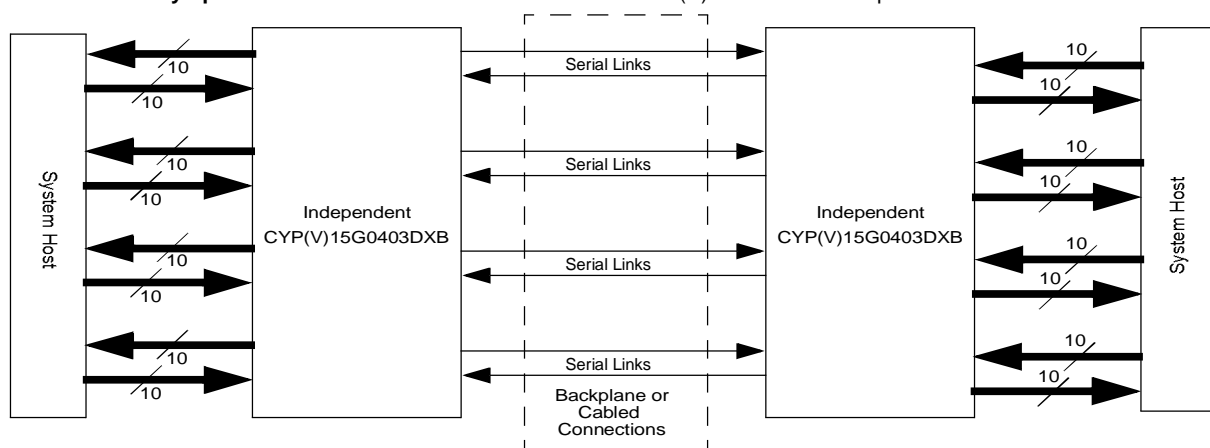 System Host
10
10
10
10
10
10
10
10
Independent
CYP(V)15G0403DXB
Serial Links
Serial Links
Serial Links
Serial Links
Backplane or
Cabled
Connections
Independent
CYP(V)15G0403DXB
10
10
10
10
10
10
10
10
System Host